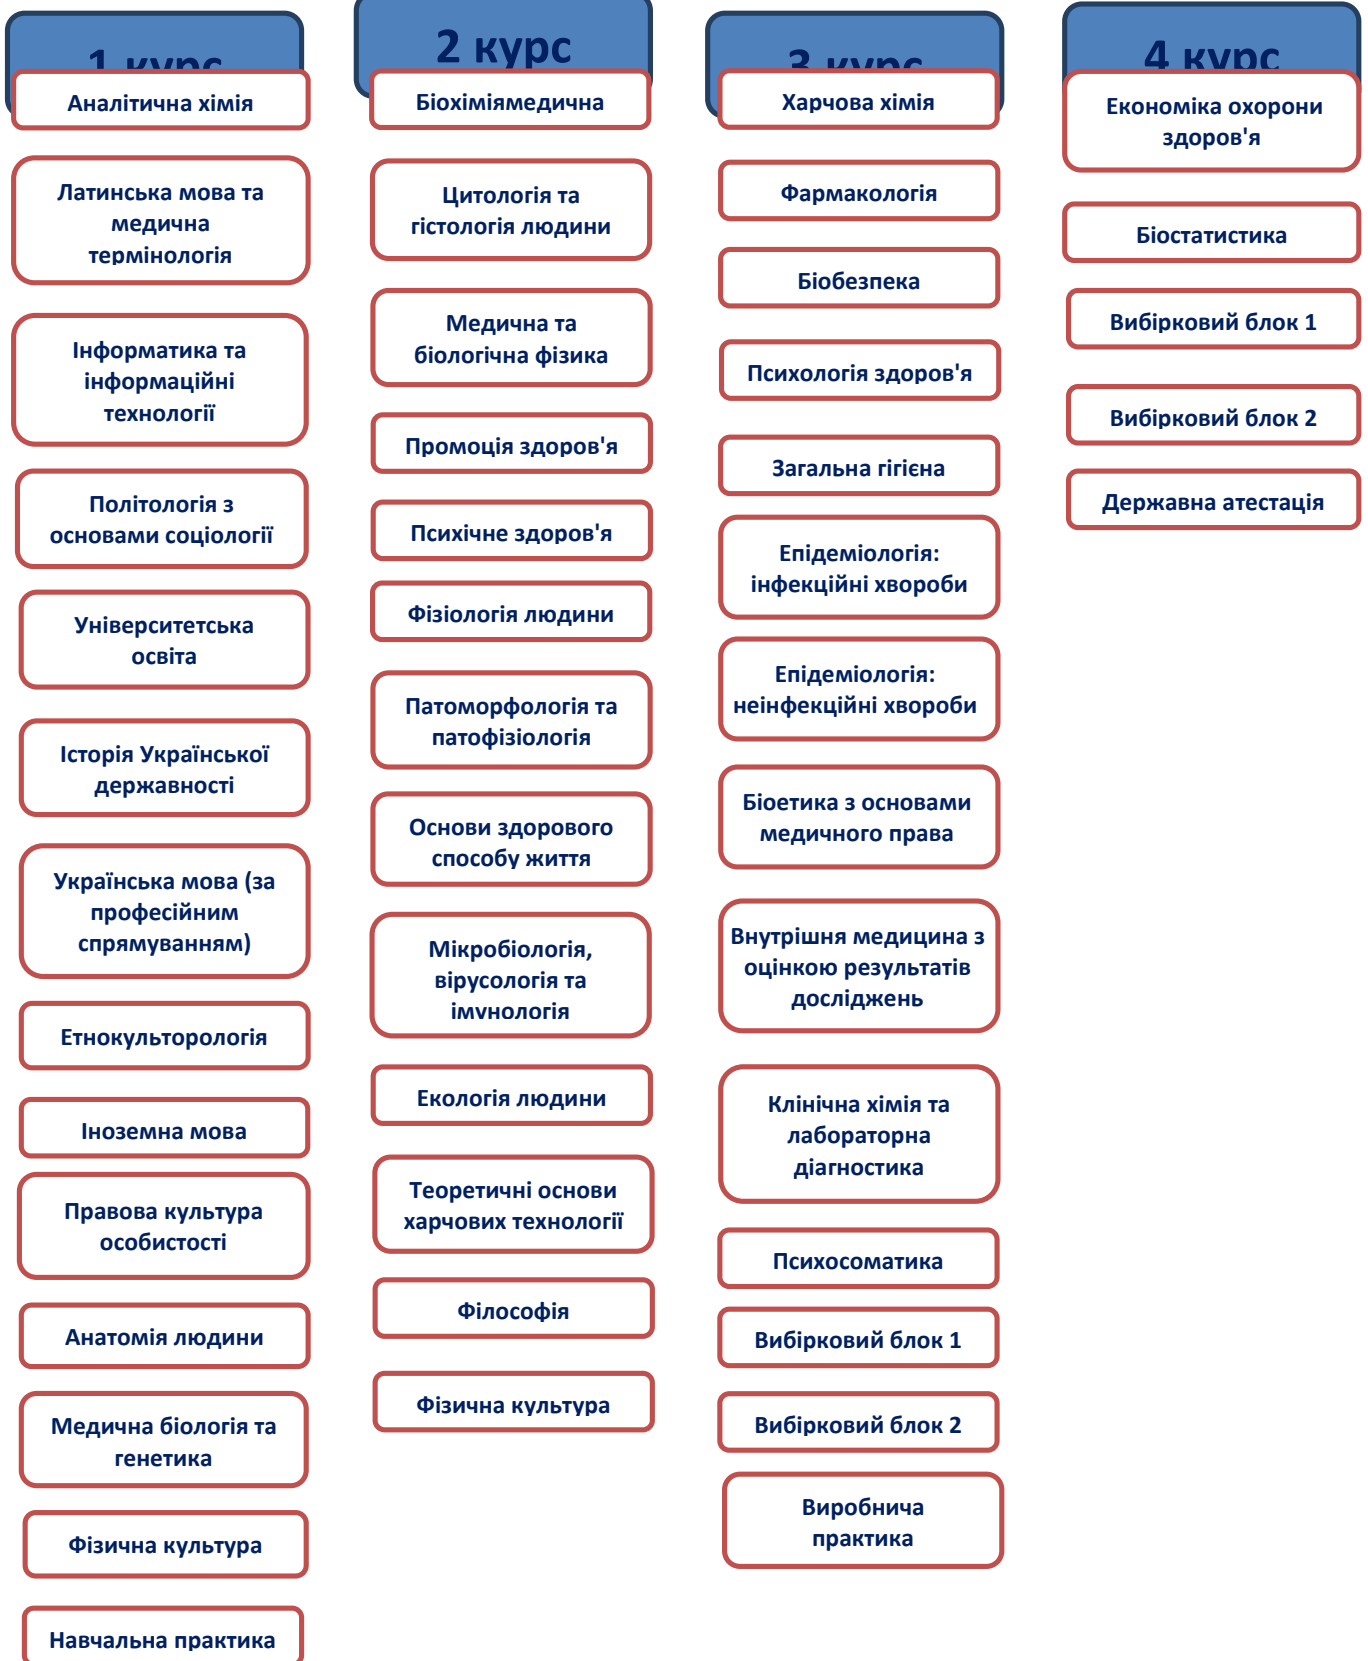 1 курс
Аналітична хімія
Латинська мова та
медична
термінологія
Інформатика та
інформаційні
технології
Політологія з
основами соціології
Університетська
освіта
Історія Української
державності
Українська мова (за
професійним
спрямуванням)
Етнокульторологія
Іноземна мова
Правова культура
особистості
Анатомія людини
Медична біологія та
генетика
Фізична культура
Навчальна практика
2 курс
Біохіміямедична
Цитологія та
гістологія людини
Медична та
біологічна фізика
Промоція здоров'я
Психічне здоров'я
Фізіологія людини
Патоморфологія та
патофізіологія
Основи здорового
способу життя
Мікробіологія,
вірусологія та
імунологія
Екологія людини
Теоретичні основи
харчових технології
Філософія
Фізична культура
3 курс
Харчова хімія
Фармакологія
Біобезпека
Психологія здоров'я
Загальна гігієна
Епідеміологія:
інфекційні хвороби
Епідеміологія:
неінфекційні хвороби
Біоетика з основами
медичного права
Внутрішня медицина з
оцінкою результатів
досліджень
Клінічна хімія та
лабораторна
діагностика
Психосоматика
Вибірковий блок 1
Вибірковий блок 2
Виробнича
практика
4 курс
Економіка охорони
здоров'я
Біостатистика
Вибірковий блок 1
Вибірковий блок 2
Державна атестація